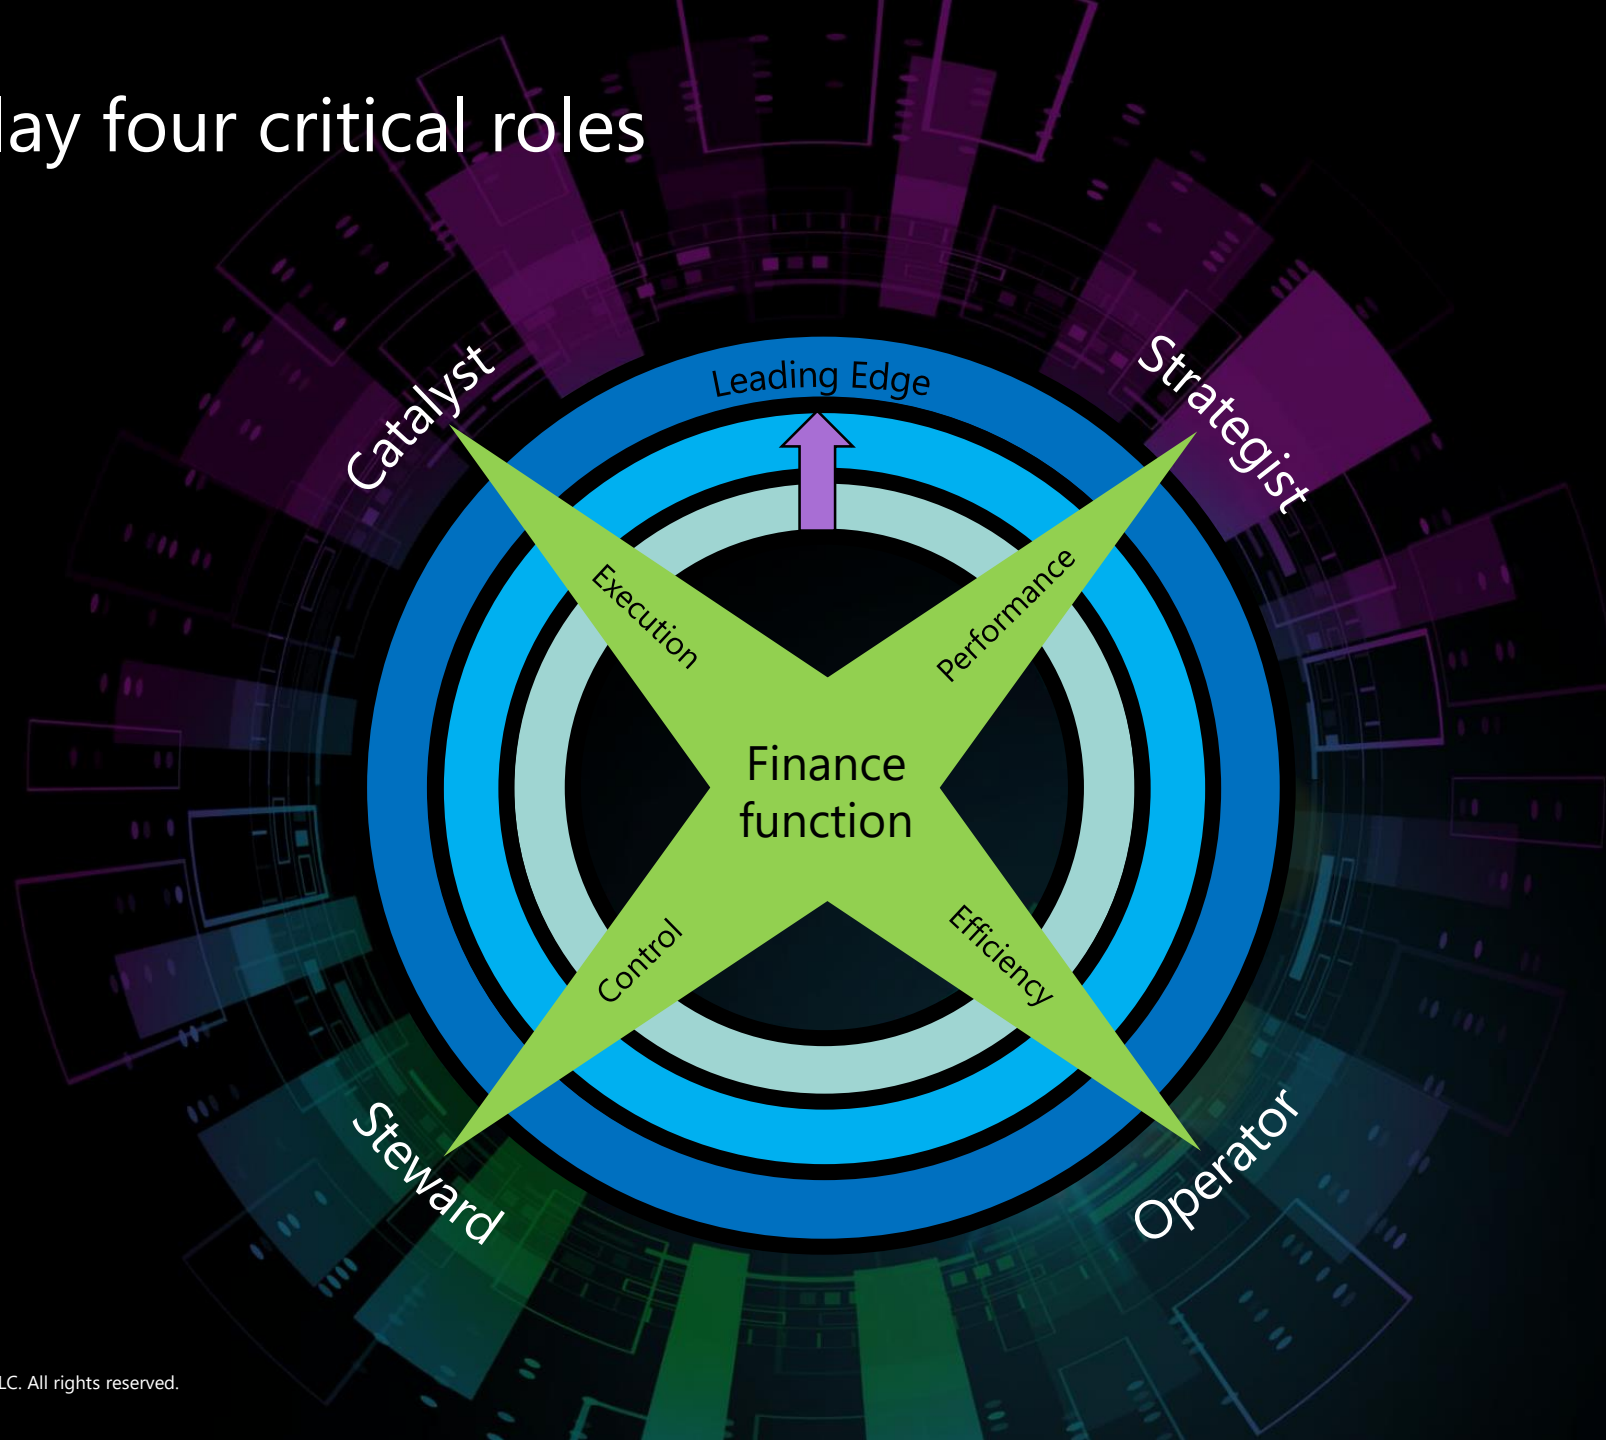 lay four critical roles
Leading Edge
Catalyst
Strategist
Execution
Performance
Finance
function
Control
Efficiency
Steward
Operator
LC. All rights reserved.